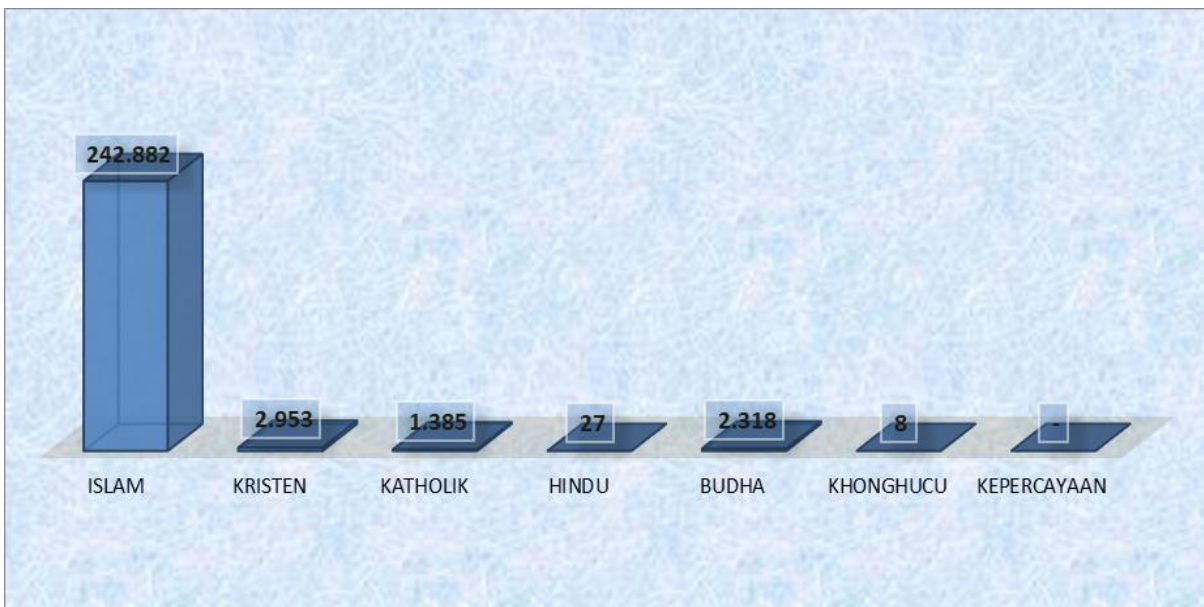 242.882
2.953 1.385 27 2.318 8 -
ISLAM KRISTEN KATHOLIK HINDU BUDHA KHONGHUCU KEPERCAYAAN